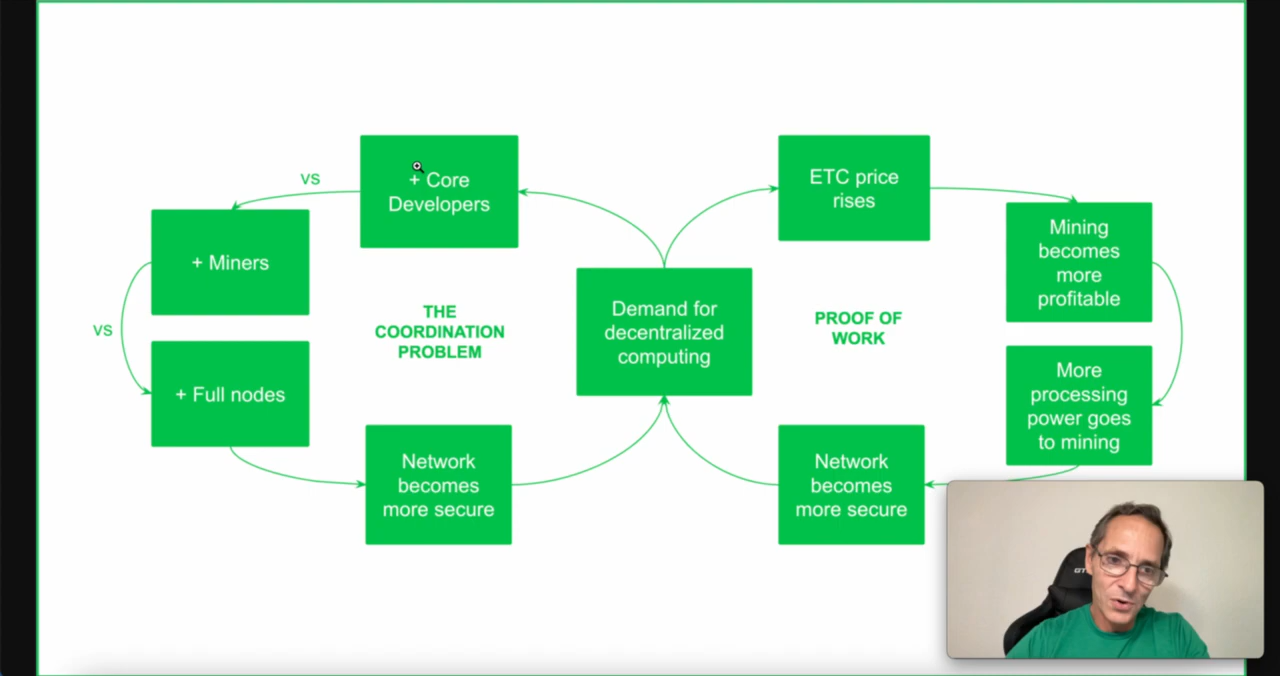 vs
+ Core
Developers
+ Miners
vs
+ Full nodes
THE
COORDINATION
PROBLEM
Network
becomes
more secure
Demand for
decentralized
computing
ETC price
rises
Mining
becomes
more
profitable
PROOF OF
WORK
More
processing
power goes
to mining
Network
becomes
more secure